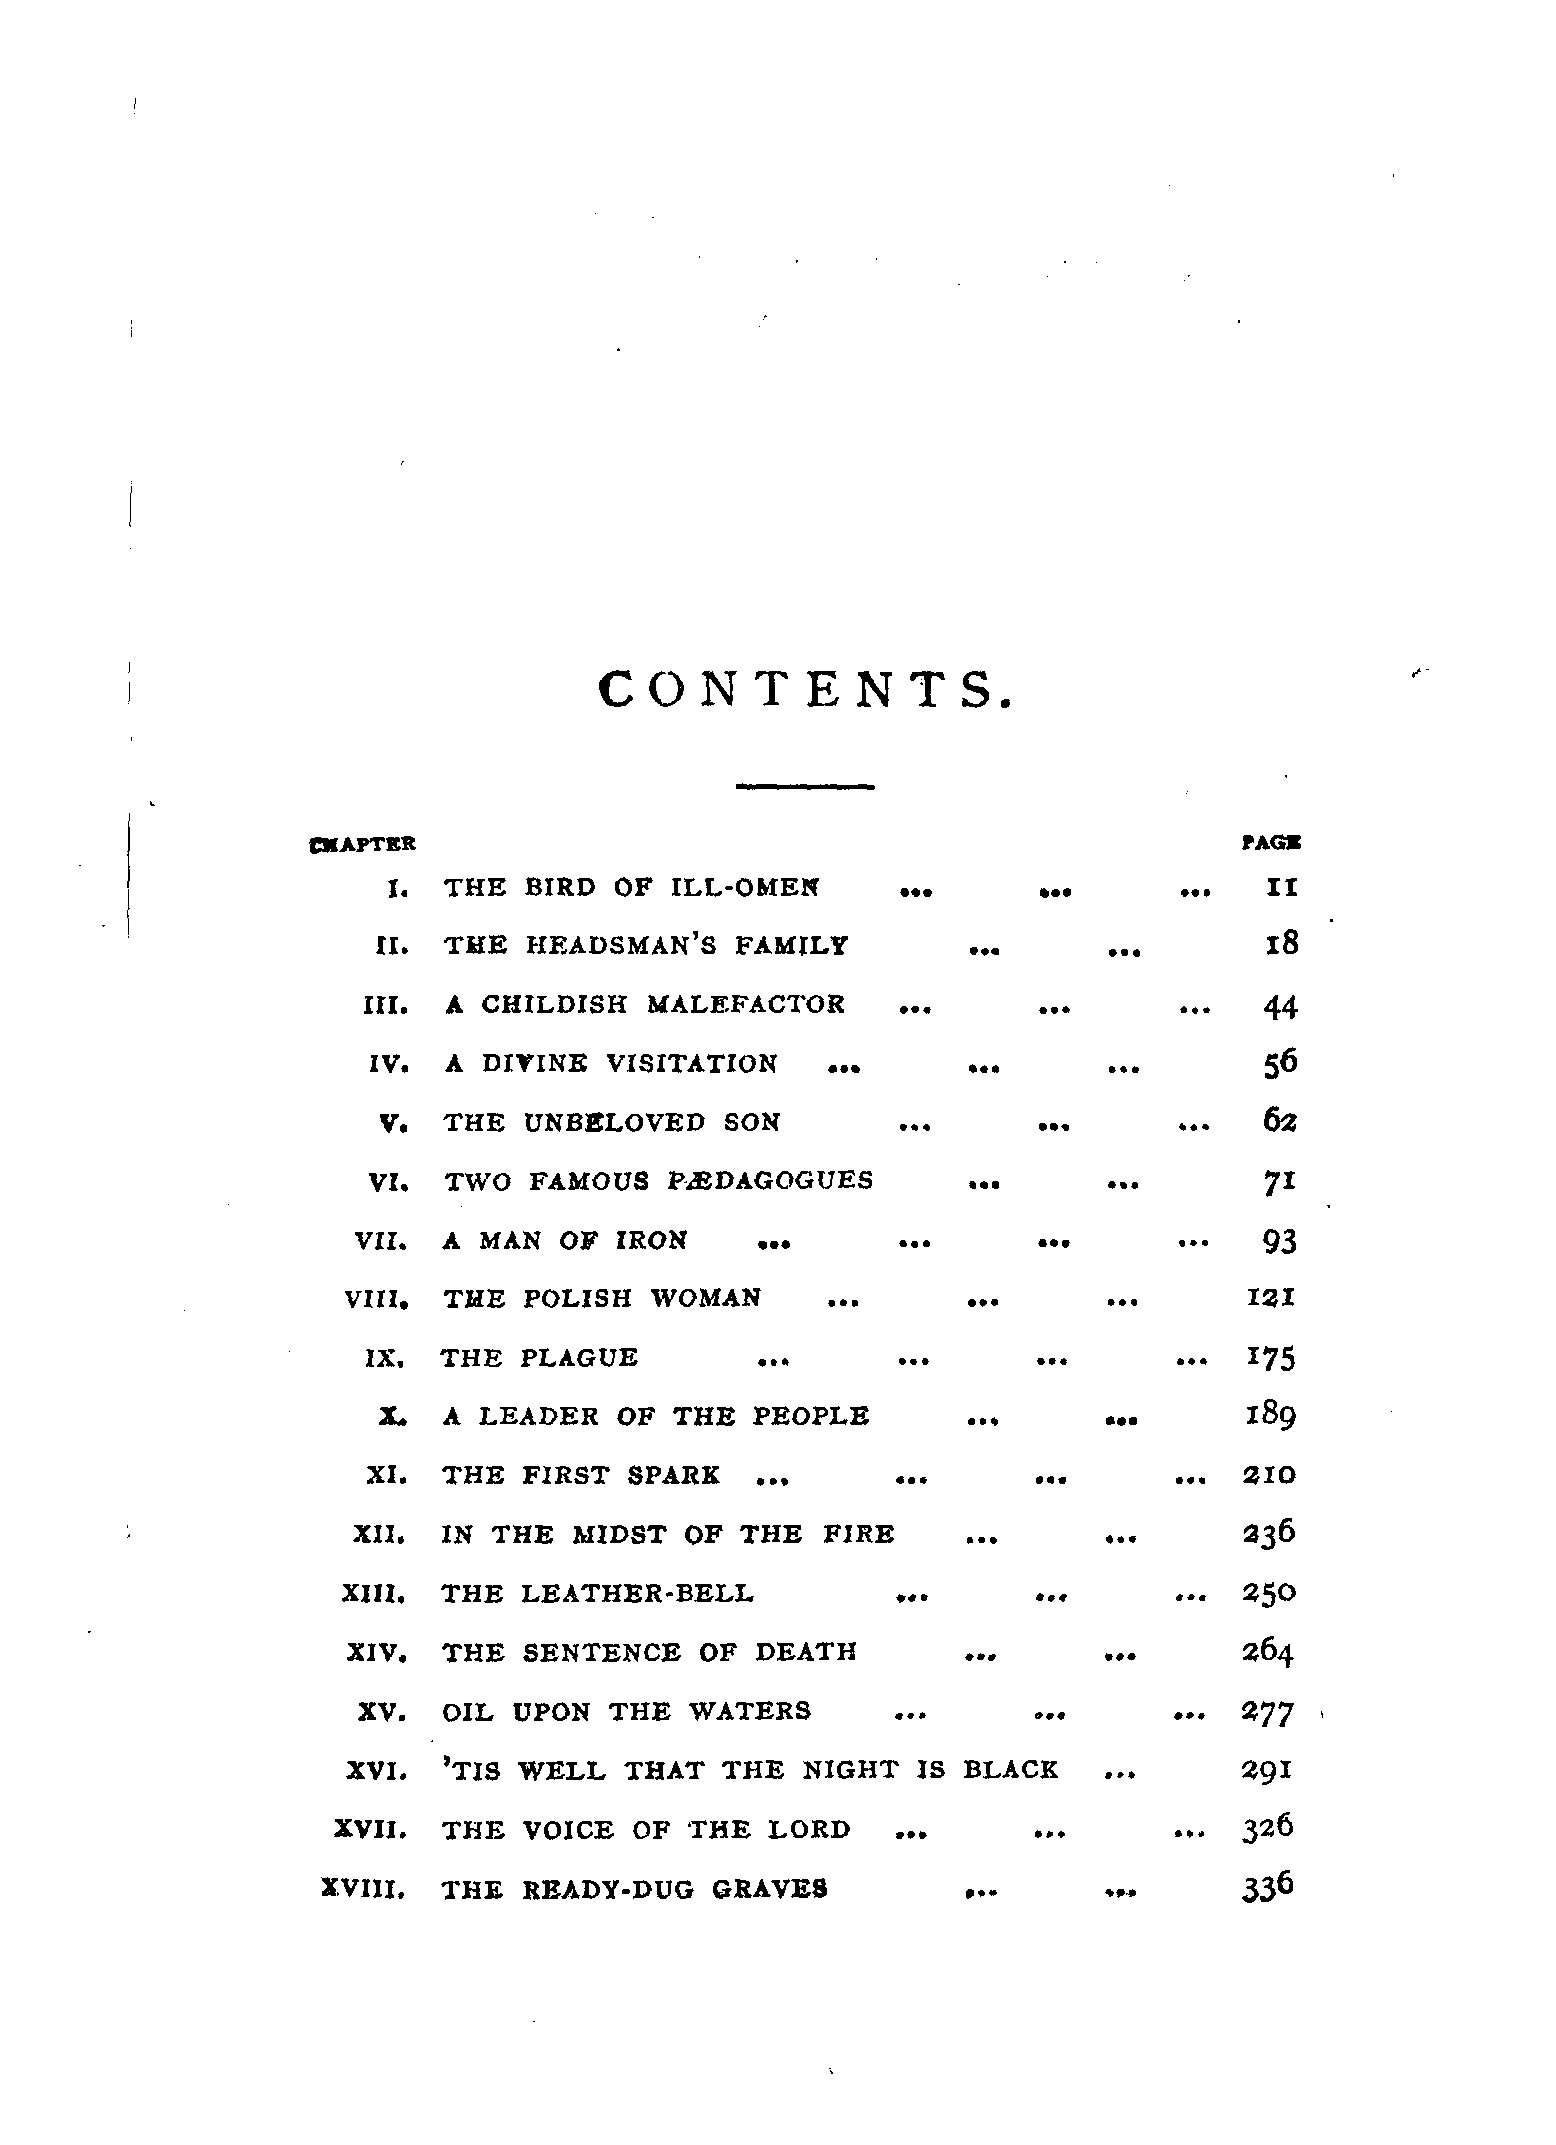 CONTENTS.
CHAPTER PAGE
I. THE BIRD OF ILL-OMEN ... ... ... 11
II. THE HEADSMAN'S FAMILY ... ... 18
III. A CHILDISH MALEFACTOR ... ... ... 44
IV. A DIVINE VISITATION ... ... ... 56
V. THE UNBELOVED SON ... ... ... 62
VI. TWO FAMOUS PÆDAGOGUES ... ... 71
VII. A MAN OF IRON ... ... ... ... 93
VIII. THE POLISH WOMAN ... ... ... 121
IX. THE PLAGUE ... ... ... ... 175
X. A LEADER OF THE PEOPLE ... ... 189
XI. THE FIRST SPARK ... ... ... ... 210
XII. IN THE MIDST OF THE FIRE ... ... 236
XIII. THE LEATHER-BELL ... ... ... 250
XIV. THE SENTENCE OF DEATH ... ... 264
XV. OIL UPON THE WATERS ... ... ... 277
XVI. 'TIS WELL THAT THE NIGHT IS BLACK ... 291
XVII. THE VOICE OF THE LORD ... ... ... 326
XVIII. THE READY-DUG GRAVES ... ... 336